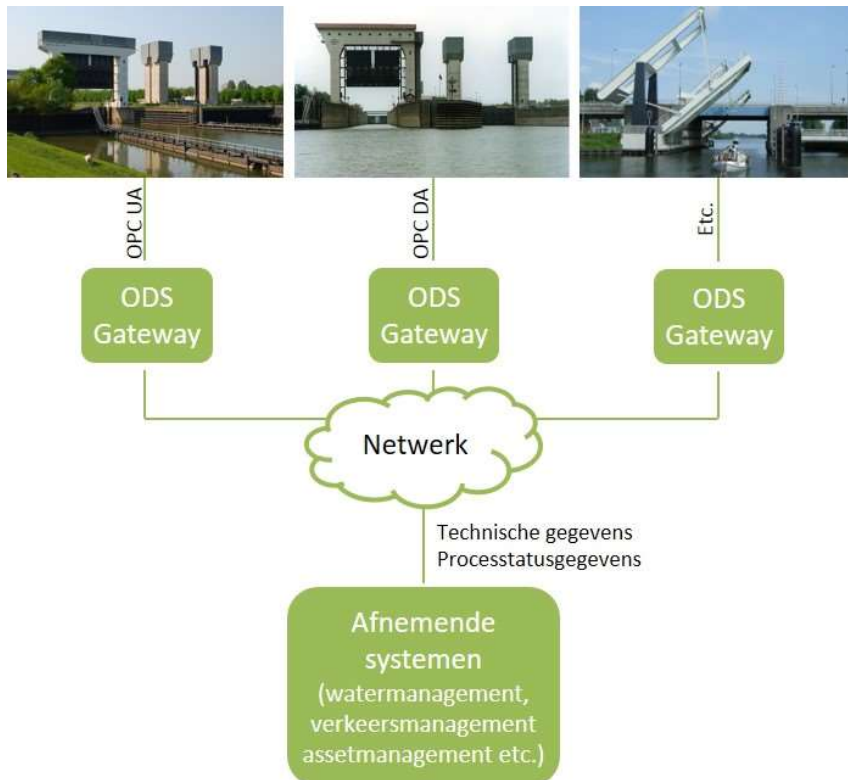 OPC UA
OPC DA
Etc.
ODS
Gateway
ODS
Gateway
ODS
Gateway
Netwerk
Technische gegevens
Processtatusgegevens
Afnemende
systemen
(watermanagement,
verkeersmanagement
assetmanagement etc.)